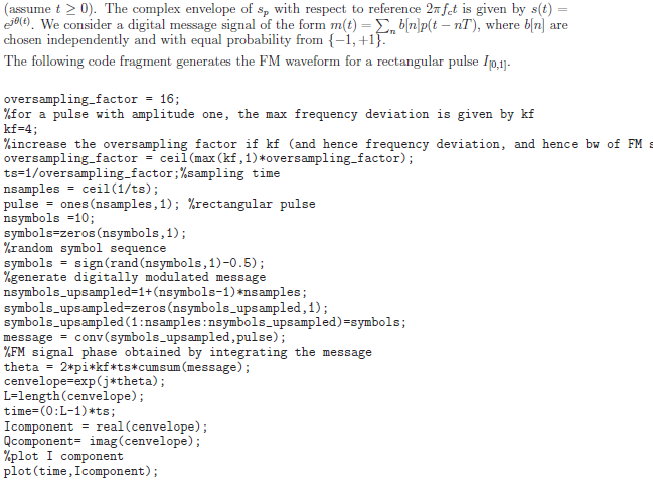 (assume t ≥ 0). The complex envelope of s_p with respect to reference 2πf_ct is given by s(t) =
e^{jθ(t)}. We consider a digital message signal of the form m(t) = ∑_n b[n]p(t − nT), where b[n] are
chosen independently and with equal probability from {−1, +1}.
The following code fragment generates the FM waveform for a rectangular pulse I_{[0,1]}.
oversampling_factor = 16;
%for a pulse with amplitude one, the max frequency deviation is given by kf
kf=4;
%increase the oversampling factor if kf (and hence frequency deviation, and hence bw of FM s
oversampling_factor = ceil(max(kf,1)*oversampling_factor);
ts=1/oversampling_factor;%sampling time
nsamples = ceil(1/ts);
pulse = ones(nsamples,1); %rectangular pulse
nsymbols =10;
symbols=zeros(nsymbols,1);
%random symbol sequence
symbols = sign(rand(nsymbols,1)-0.5);
%generate digitally modulated message
nsymbols_upsampled=1+(nsymbols-1)*nsamples;
symbols_upsampled=zeros(nsymbols_upsampled,1);
symbols_upsampled(1:nsamples:nsymbols_upsampled)=symbols;
message = conv(symbols_upsampled,pulse);
%FM signal phase obtained by integrating the message
theta = 2*pi*kf*ts*cumsum(message);
cenvelope=exp(j*theta);
L=length(cenvelope);
time=(0:L-1)*ts;
Icomponent = real(cenvelope);
Qcomponent= imag(cenvelope);
%plot I component
plot(time,Icomponent);